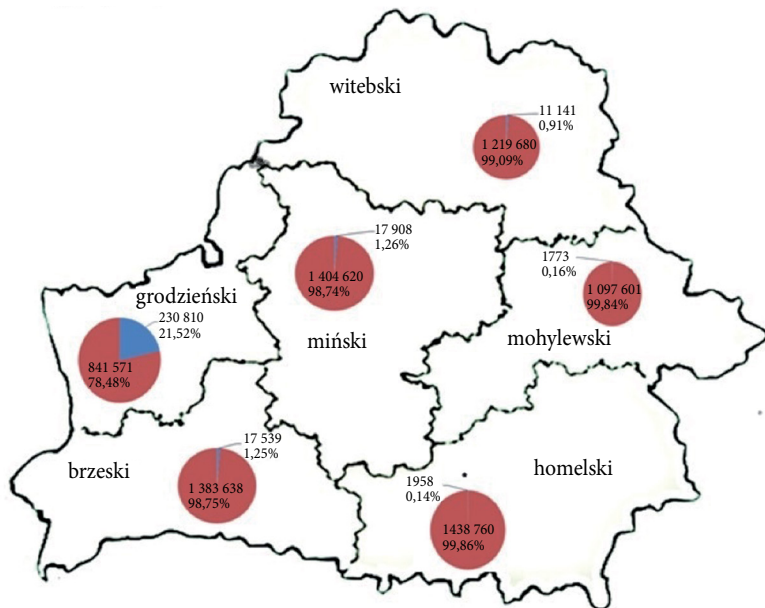 witebski
11 141
0,91%
1 219 680
99,09%
17 908
1,26%
1 404 620
98,74%
miński
1773
0,16%
1 097 601
99,84%
mohylewski
grodzieński
230 810
21,52%
841 571
78,48%
brzeski
17 539
1,25%
1 383 638
98,75%
homelski
1958
0,14%
1438 760
99,86%